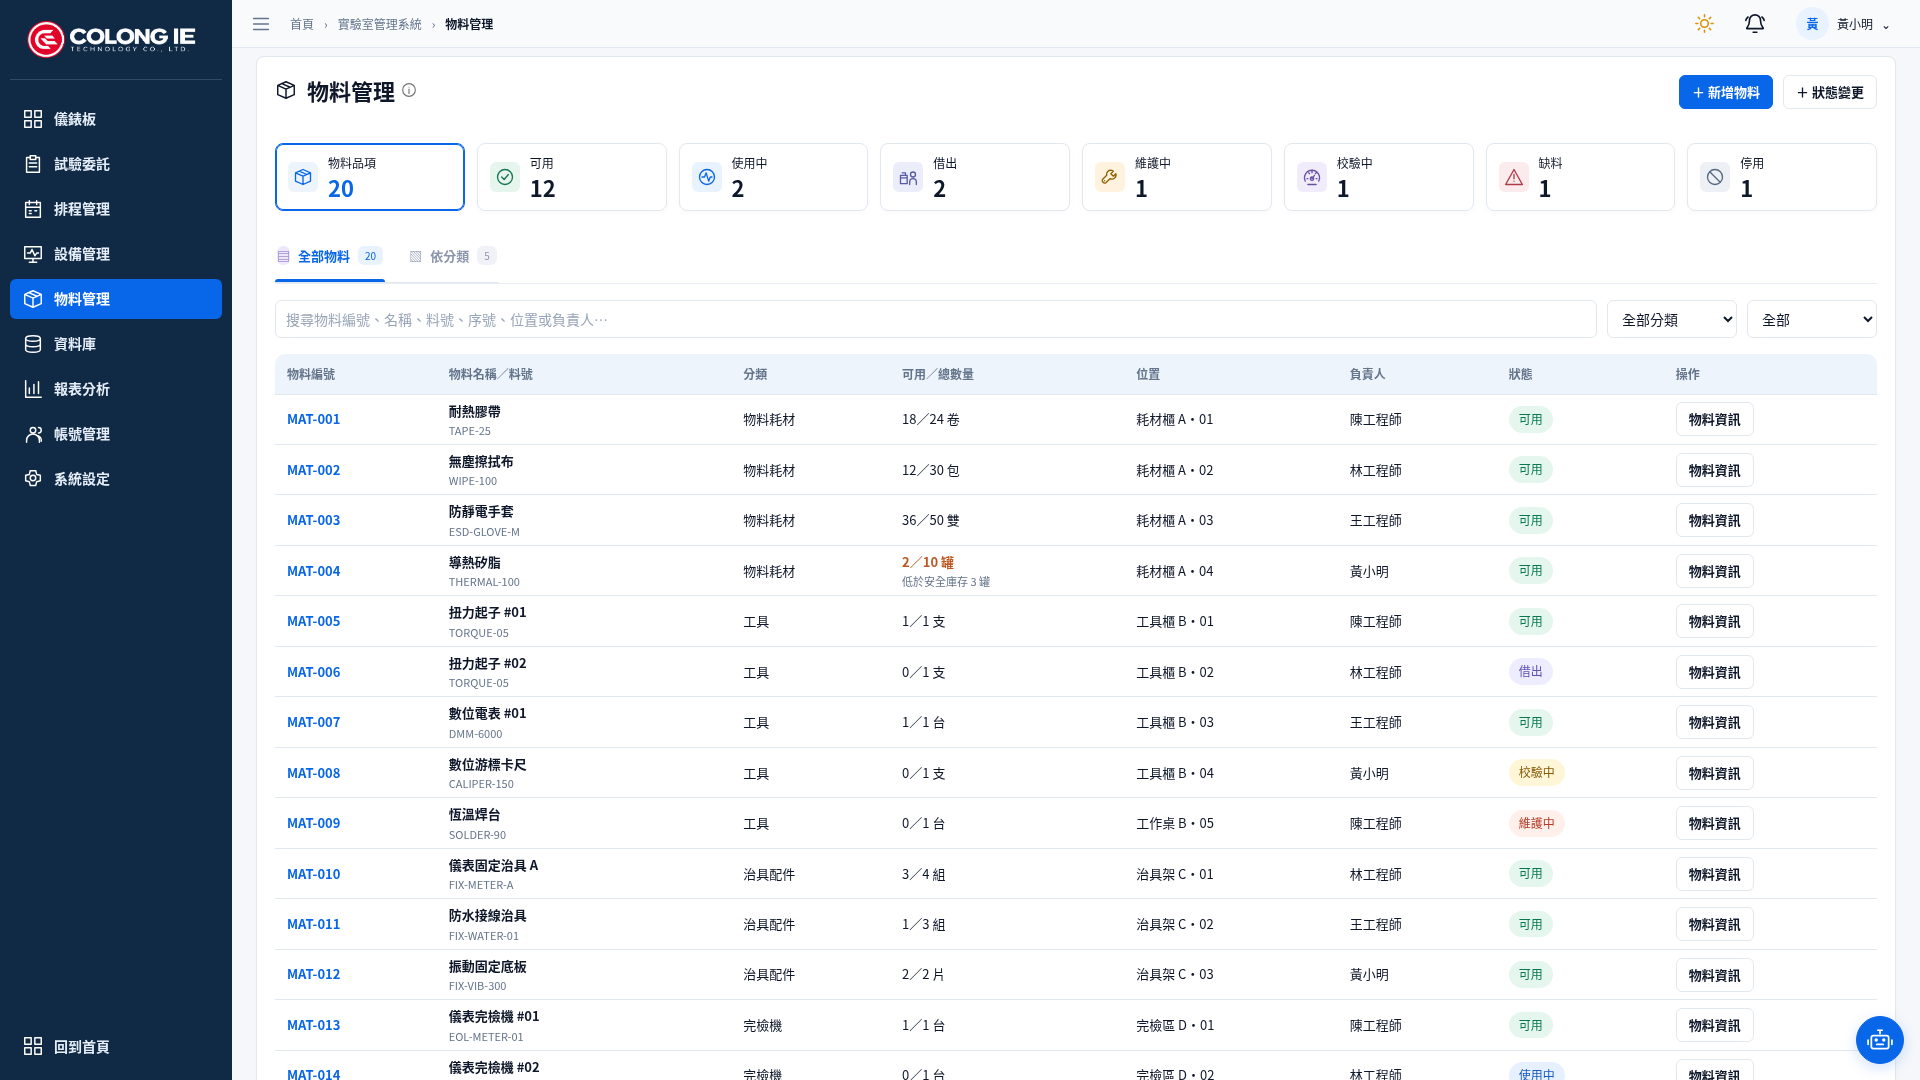 COLONG IE
TECHNOLOGY CO., LTD.
首頁 › 實驗室管理系統 › 物料管理
黃 黃小明
儀錶板
試驗委託
排程管理
設備管理
物料管理
資料庫
報表分析
帳號管理
系統設定
回到首頁
物料管理
+ 新增物料
+ 狀態變更
物料品項 20
可用 12
使用中 2
借出 2
維護中 1
校驗中 1
缺料 1
停用 1
全部物料 20
依分類 5
搜尋物料編號、名稱、料號、序號、位置或負責人…
全部分類
全部
物料編號 物料名稱／料號 分類 可用／總數量 位置 負責人 狀態 操作
MAT-001 耐熱膠帶 TAPE-25 物料耗材 18／24 卷 耗材櫃 A・01 陳工程師 可用 物料資訊
MAT-002 無塵擦拭布 WIPE-100 物料耗材 12／30 包 耗材櫃 A・02 林工程師 可用 物料資訊
MAT-003 防靜電手套 ESD-GLOVE-M 物料耗材 36／50 雙 耗材櫃 A・03 王工程師 可用 物料資訊
MAT-004 導熱矽脂 THERMAL-100 物料耗材 2／10 罐 低於安全庫存 3 罐 耗材櫃 A・04 黃小明 可用 物料資訊
MAT-005 扭力起子 #01 TORQUE-05 工具 1／1 支 工具櫃 B・01 陳工程師 可用 物料資訊
MAT-006 扭力起子 #02 TORQUE-05 工具 0／1 支 工具櫃 B・02 林工程師 借出 物料資訊
MAT-007 數位電表 #01 DMM-6000 工具 1／1 台 工具櫃 B・03 王工程師 可用 物料資訊
MAT-008 數位游標卡尺 CALIPER-150 工具 0／1 支 工具櫃 B・04 黃小明 校驗中 物料資訊
MAT-009 恆溫焊台 SOLDER-90 工具 0／1 台 工作桌 B・05 陳工程師 維護中 物料資訊
MAT-010 儀表固定治具 A FIX-METER-A 治具配件 3／4 組 治具架 C・01 林工程師 可用 物料資訊
MAT-011 防水接線治具 FIX-WATER-01 治具配件 1／3 組 治具架 C・02 王工程師 可用 物料資訊
MAT-012 振動固定底板 FIX-VIB-300 治具配件 2／2 片 治具架 C・03 黃小明 可用 物料資訊
MAT-013 儀表完檢機 #01 EOL-METER-01 完檢機 1／1 台 完檢區 D・01 陳工程師 可用 物料資訊
MAT-014 儀表完檢機 #02 完檢機 0／1 台 完檢區 D・02 林工程師 使用中 物料資訊